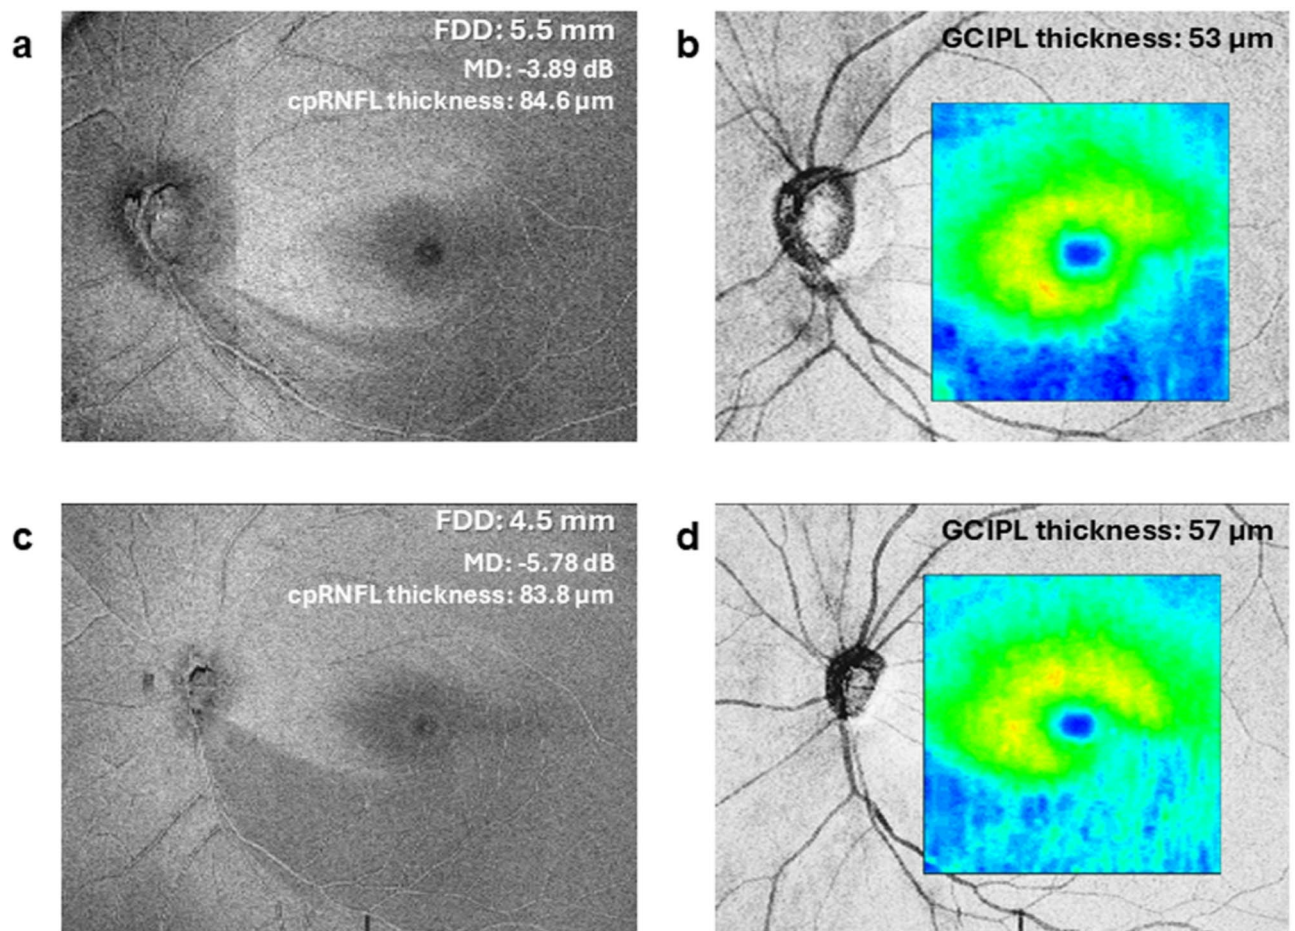 a
FDD: 5.5 mm
MD: -3.89 dB
cpRNFL thickness: 84.6 µm
b
GCIPL thickness: 53 µm
c
FDD: 4.5 mm
MD: -5.78 dB
cpRNFL thickness: 83.8 µm
d
GCIPL thickness: 57 µm